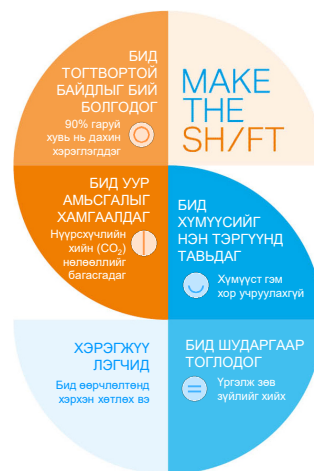 БИД
ТОГТВОРТОЙ
БАЙДЛЫГ БИЙ
БОЛГОДОГ
90% гаруй
хувь нь дахин
хэрэглэгддэг
MAKE
THE
SH/FT
БИД УУР
АМЬСГАЛЫГ
ХАМГААЛДАГ
Нүүрсхүчлийн
хийн (CO₂)
нөлөөллийг
багасгадаг
БИД
ХҮМҮҮСИЙГ
НЭН ТЭРГҮҮНД
ТАВЬДАГ
Хүмүүст гэм
хор учруулахгүй
ХЭРЭГЖҮҮ
ЛЭГЧИД
Бид өөрчлөлтөнд
хэрхэн хөтлөх вэ
БИД ШУДАРГААР
ТОГЛОДОГ
Үргэлж зөв
зүйлийг хийх